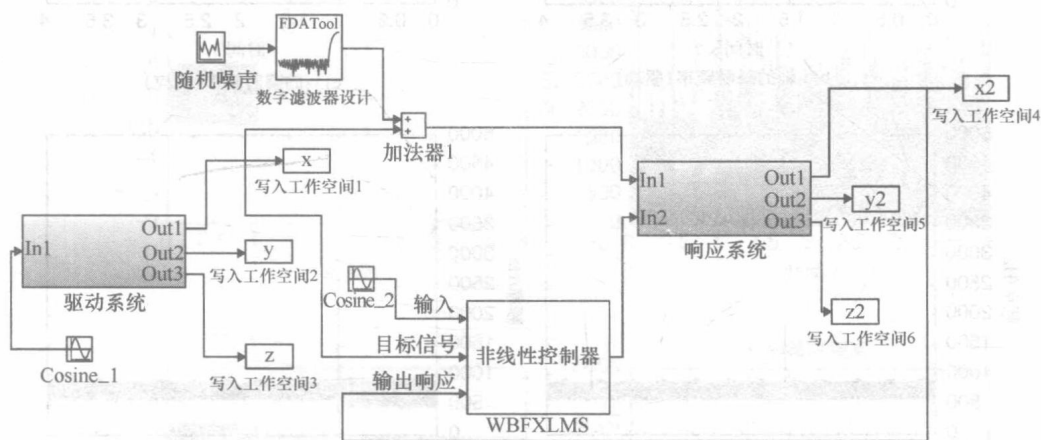 FDATool
随机噪声
数字滤波器设计
x2
写入工作空间4
加法器1
x
写入工作空间1
In1
Out1
Out2
Out3
In2
y2
写入工作空间5
响应系统
In1
Out1
Out2
Out3
y
写入工作空间2
驱动系统
Cosine_2
输入
z2
写入工作空间6
目标信号
非线性控制器
Cosine_1
z
写入工作空间3
输出响应
WBFXLMS